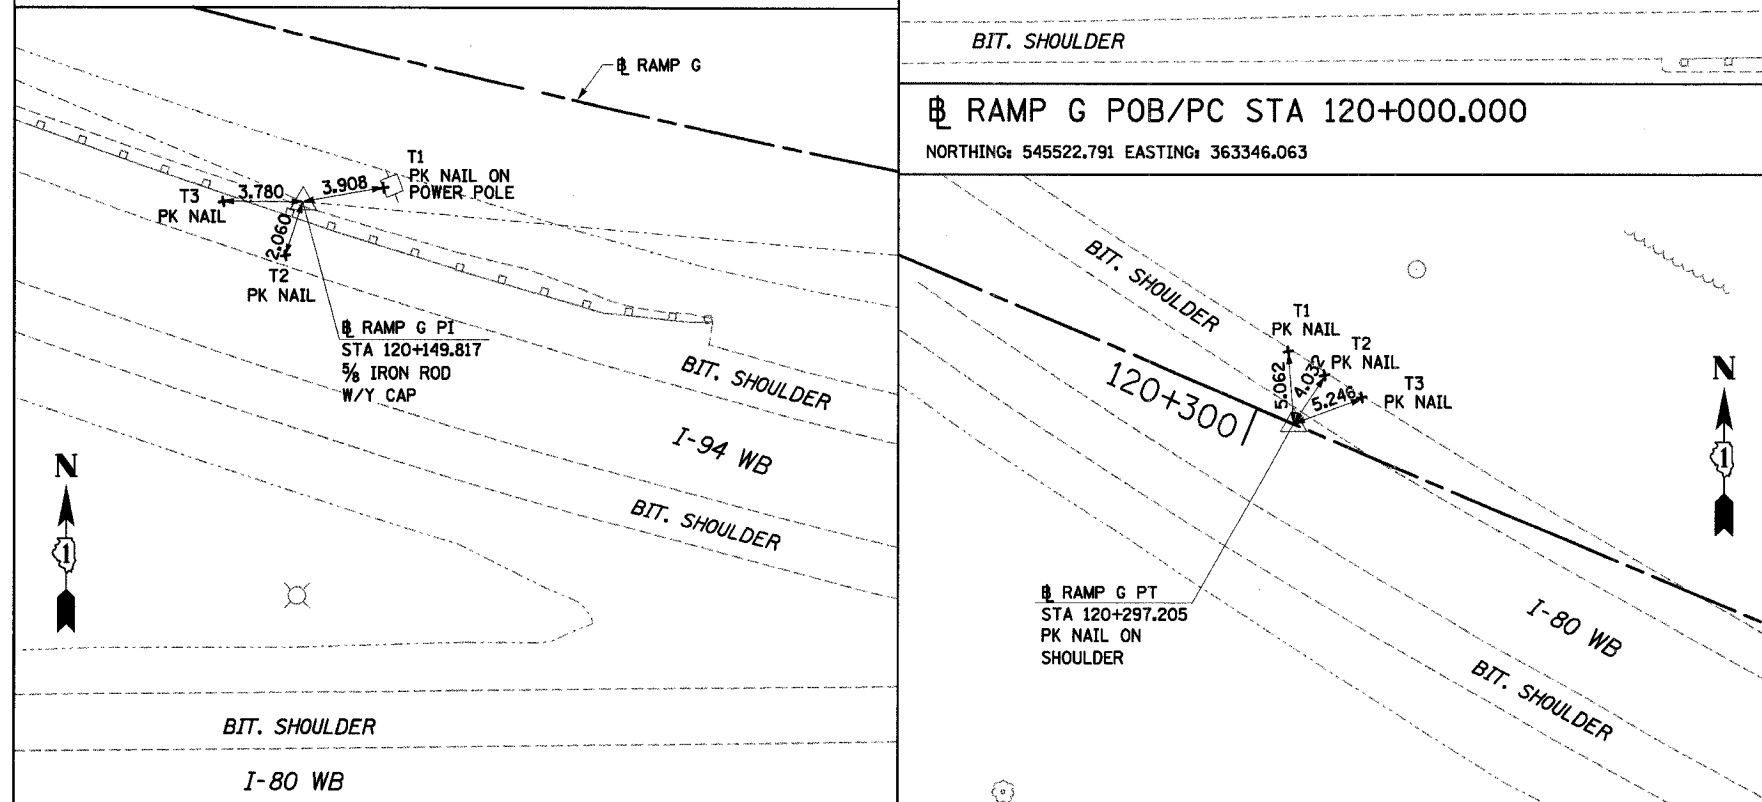 ℄ RAMP G
T1
PK NAIL ON
POWER POLE
3.908
3.780
T3
PK NAIL
2.060
T2
PK NAIL
℄ RAMP G PI
STA 120+149.817
⅝ IRON ROD
W/Y CAP
BIT. SHOULDER
I-94 WB
BIT. SHOULDER
N
1
BIT. SHOULDER
I-80 WB
BIT. SHOULDER
℄ RAMP G POB/PC STA 120+000.000
NORTHING: 545522.791 EASTING: 363346.063
BIT. SHOULDER
T1
PK NAIL
T2
PK NAIL
T3
PK NAIL
5.062
4.032
5.246
120+300
N
1
℄ RAMP G PT
STA 120+297.205
PK NAIL ON
SHOULDER
I-80 WB
BIT. SHOULDER